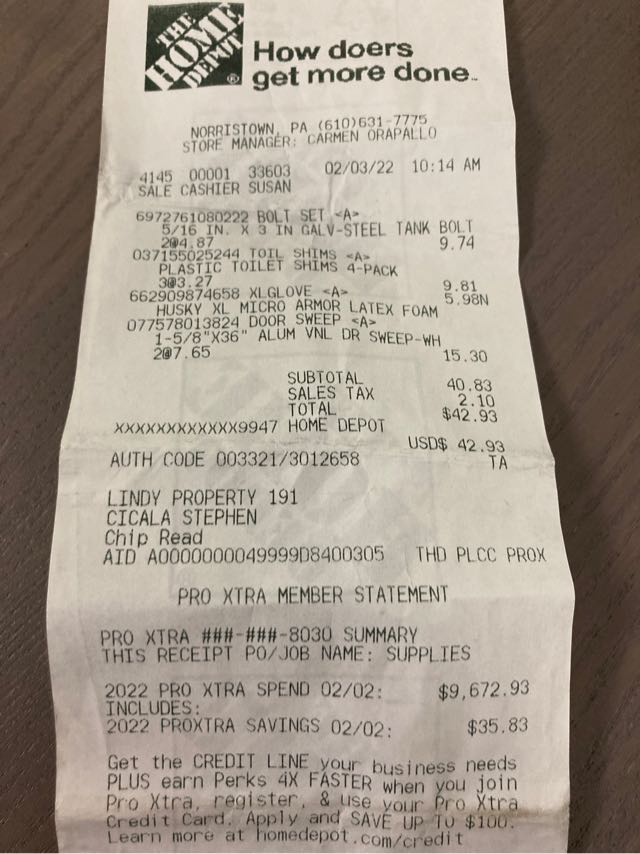 THE
HOME
DEPOT
®
How doers
get more done™
NORRISTOWN, PA (610)631-7775
STORE MANAGER: CARMEN ORAPALLO
4145 00001 33603 02/03/22 10:14 AM
SALE CASHIER SUSAN
6972761080222 BOLT SET <A>
5/16 IN. X 3 IN GALV-STEEL TANK BOLT
2@4.87 9.74
037155025244 TOIL SHIMS <A>
PLASTIC TOILET SHIMS 4-PACK
3@3.27 9.81
662909874658 XLGLOVE <A> 5.98N
HUSKY XL MICRO ARMOR LATEX FOAM
077578013824 DOOR SWEEP <A>
1-5/8"X36" ALUM VNL DR SWEEP-WH
2@7.65 15.30
SUBTOTAL 40.83
SALES TAX 2.10
TOTAL $42.93
XXXXXXXXXXXX9947 HOME DEPOT
USD$ 42.93
AUTH CODE 003321/3012658 TA
LINDY PROPERTY 191
CICALA STEPHEN
Chip Read
AID A0000000049999D8400305 THD PLCC PROX
PRO XTRA MEMBER STATEMENT
PRO XTRA ###-###-8030 SUMMARY
THIS RECEIPT PO/JOB NAME: SUPPLIES
2022 PRO XTRA SPEND 02/02: $9,672.93
INCLUDES:
2022 PROXTRA SAVINGS 02/02: $35.83
Get the CREDIT LINE your business needs
PLUS earn Perks 4X FASTER when you join
Pro Xtra, register, & use your Pro Xtra
Credit Card. Apply and SAVE UP TO $100.
Learn more at homedepot.com/credit